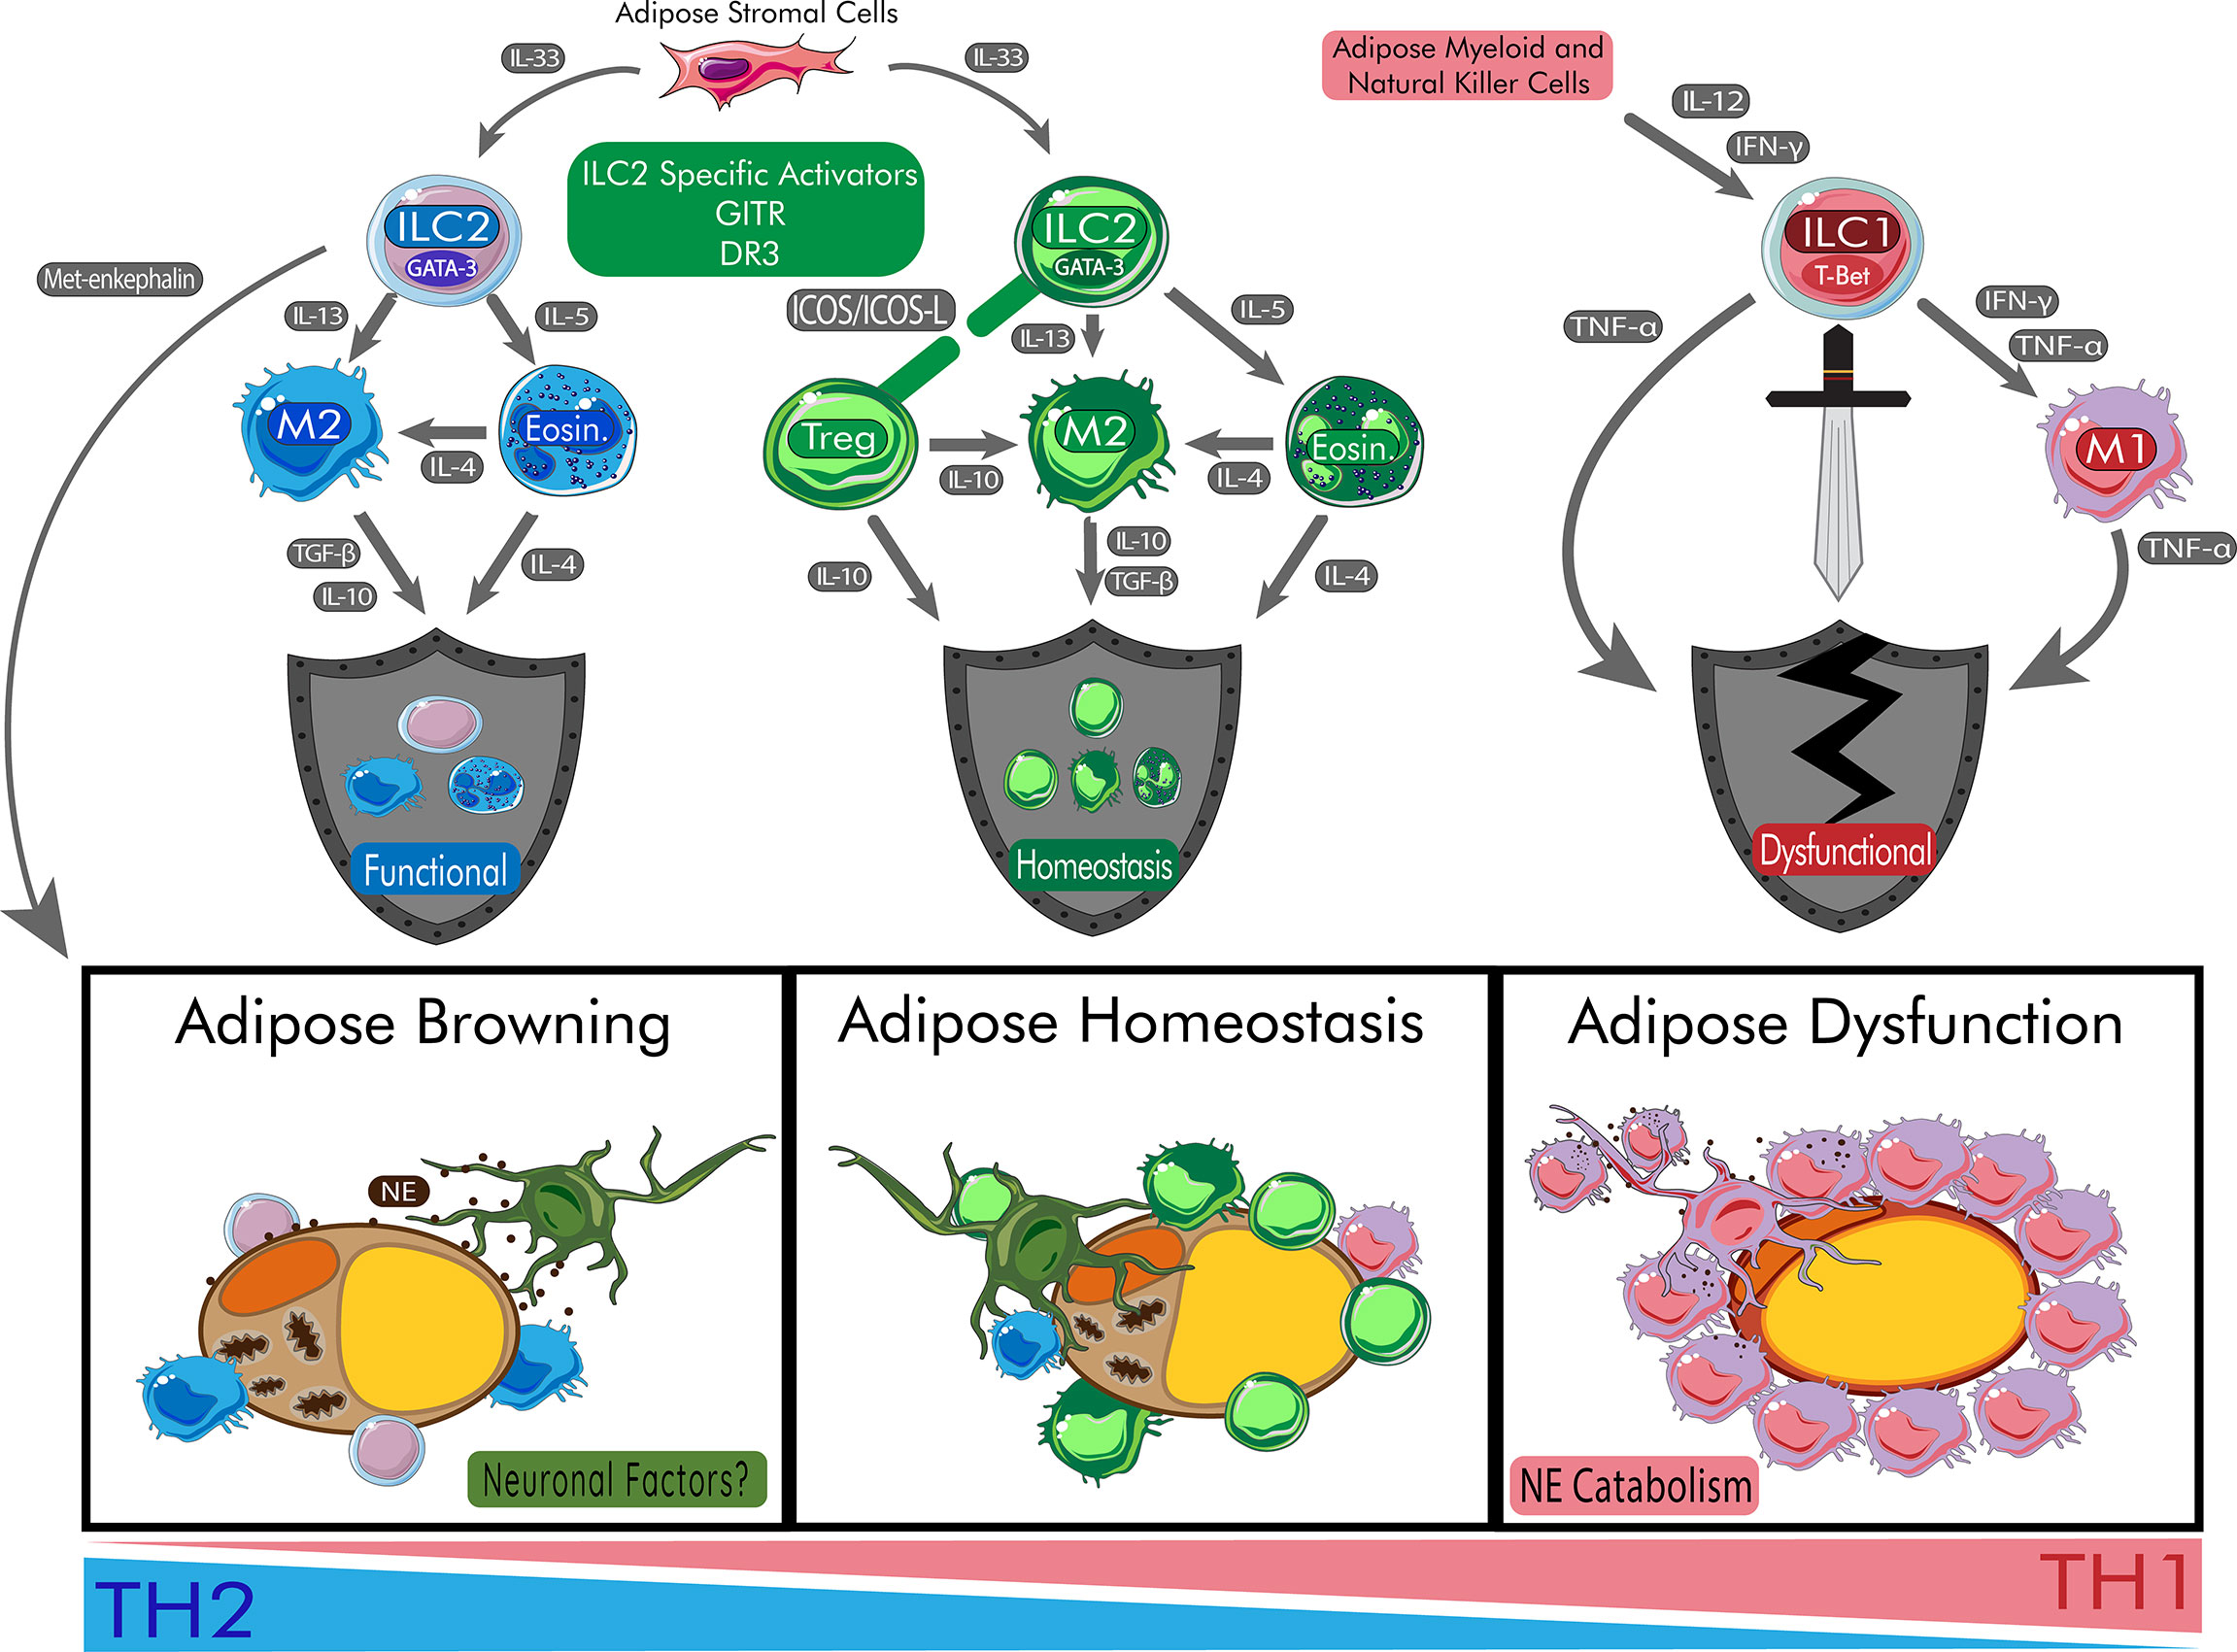 Adipose Stromal Cells
IL-33
IL-33
Adipose Myeloid and
Natural Killer Cells
IL-12
IFN-γ
ILC2 Specific Activators
GITR
DR3
ILC2
GATA-3
ILC2
GATA-3
ILC1
T-Bet
Met-enkephalin
IL-13
IL-5
ICOS/ICOS-L
IL-13
IL-5
TNF-α
IFN-γ
TNF-α
M2
Eosin.
IL-4
Treg
IL-10
M2
Eosin.
IL-4
M1
TGF-β
IL-10
IL-4
IL-10
IL-10
TGF-β
IL-4
TNF-α
Functional
Homeostasis
Dysfunctional
Adipose Browning
Adipose Homeostasis
Adipose Dysfunction
NE
Neuronal Factors?
NE Catabolism
TH2
TH1